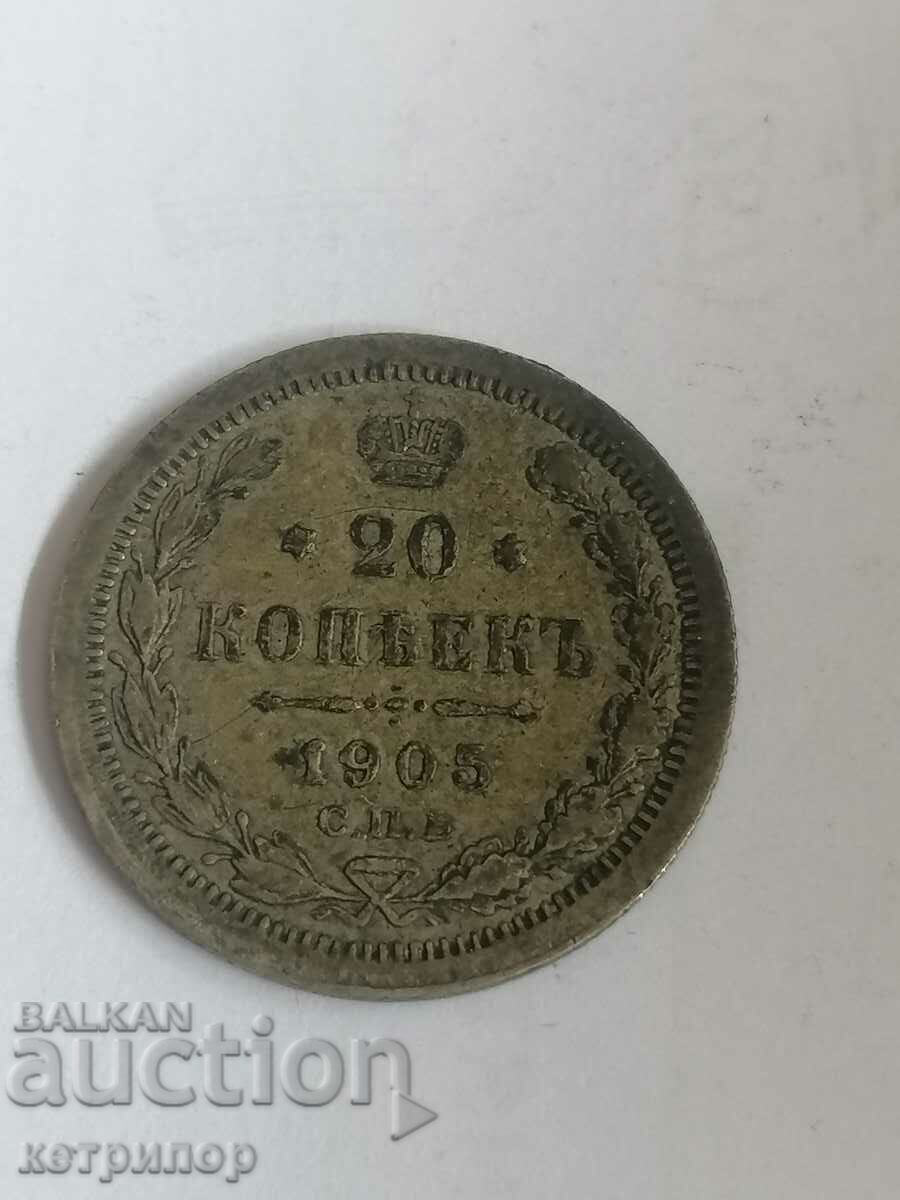 20
КОПѢЕКЪ
1905
С.П.Б
BALKAN
auction
кетрипор